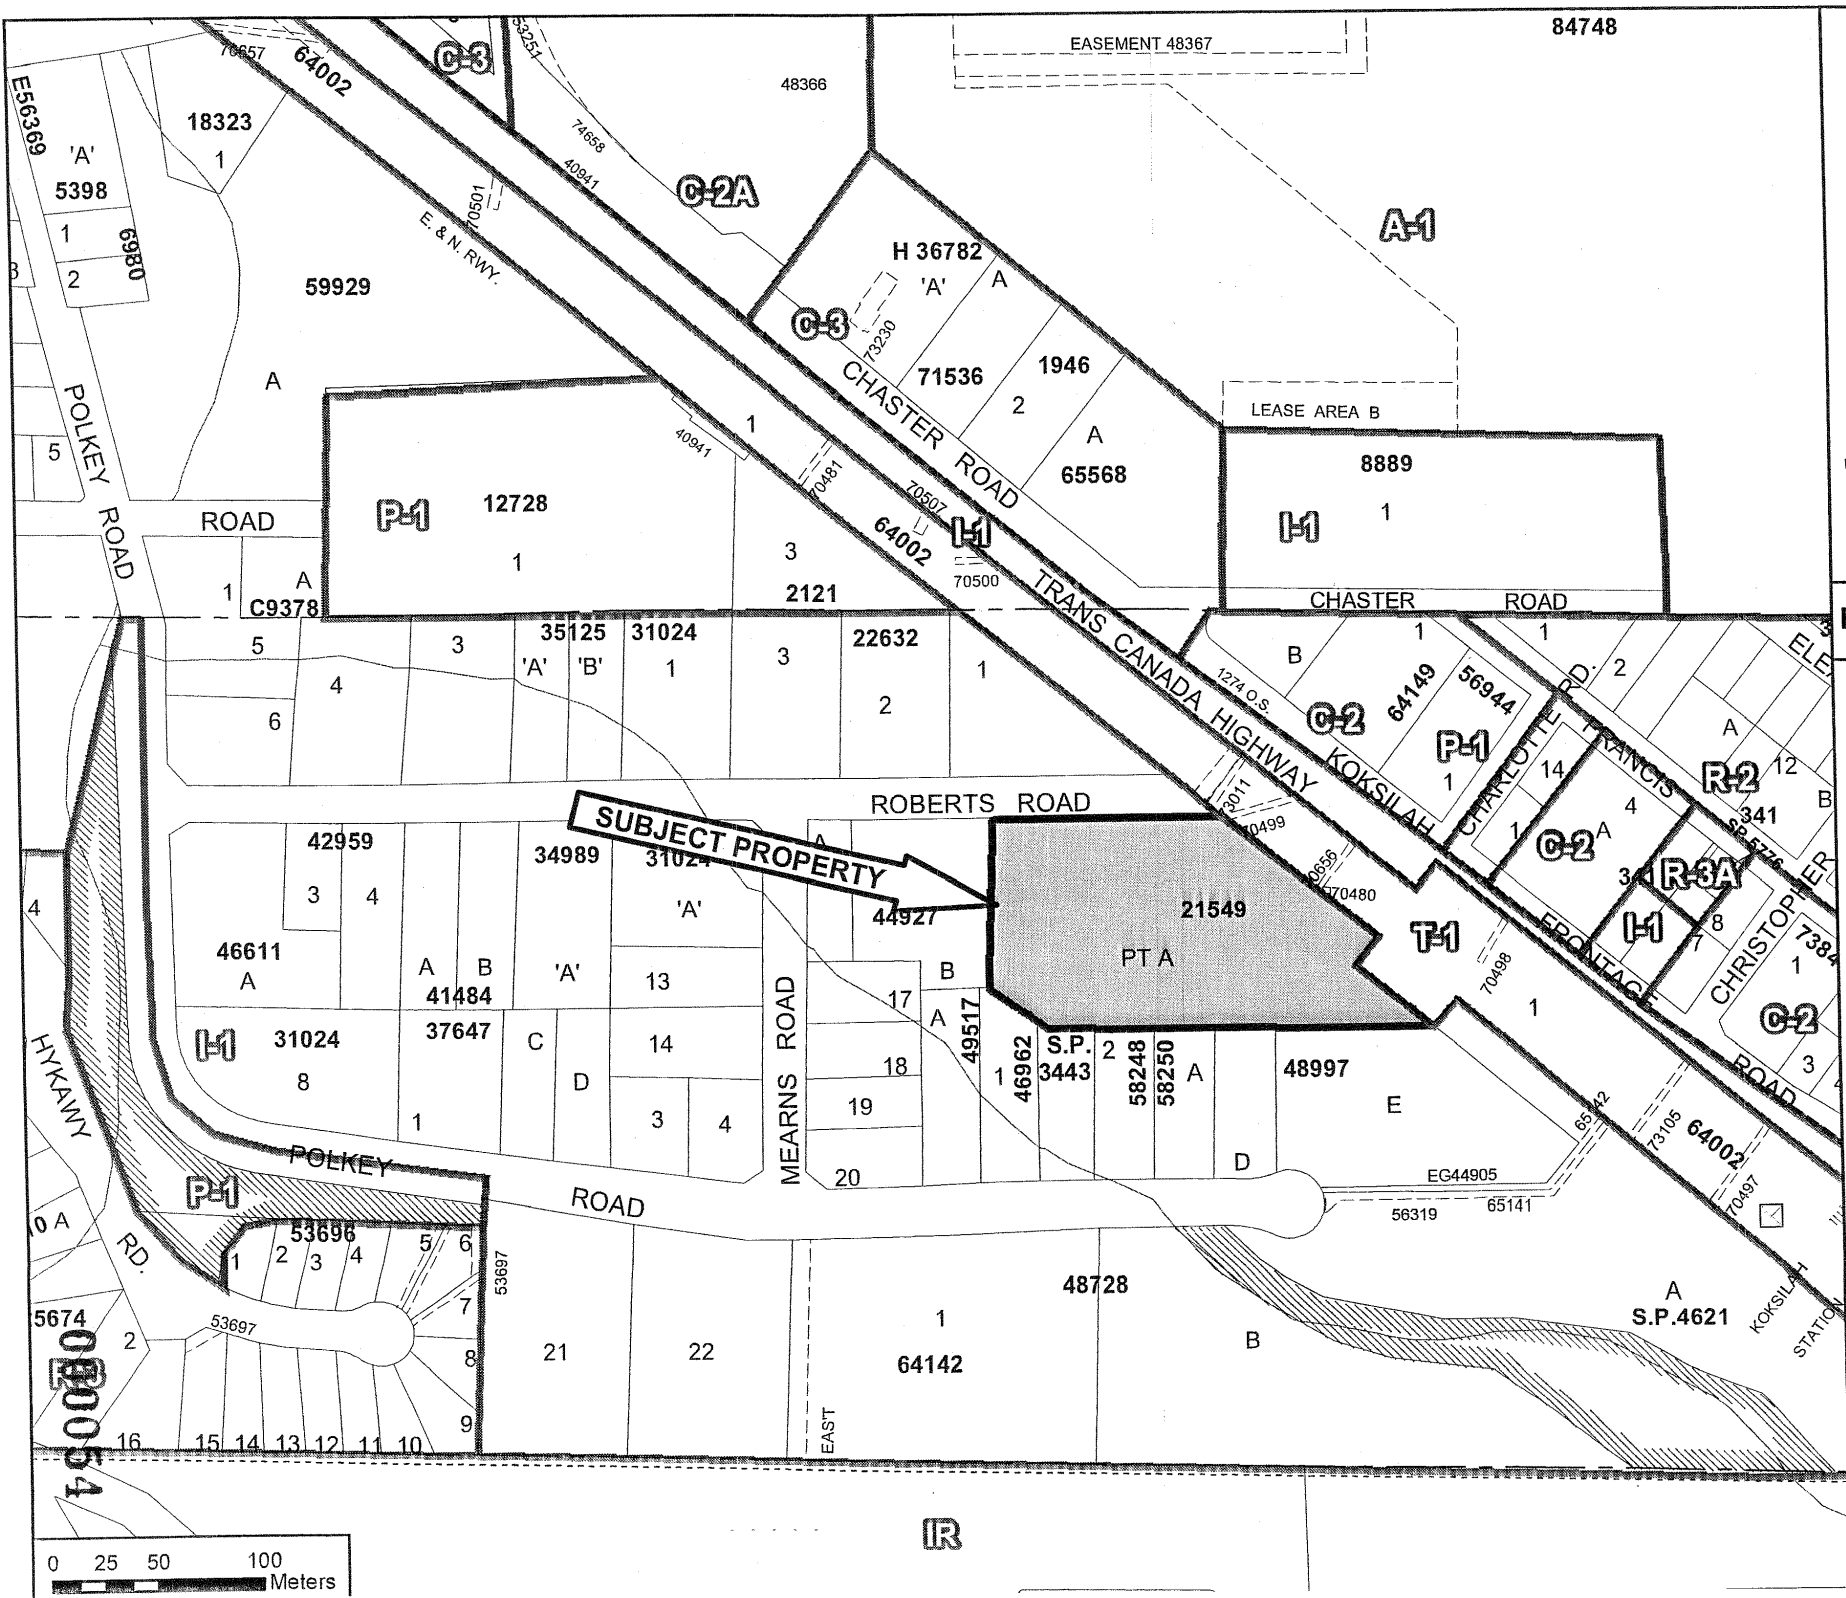 84748
EASEMENT 48367
C-3
53251
70657
64002
48366
E56369
18323
1
'A'
5398
74658
40941
C-2A
70501
E. & N. RWY.
A-1
1
6980
2
H 36782
'A'
A
59929
C-3
73230
1946
71536
2
A
CHASTER ROAD
LEASE AREA B
POLKEY ROAD
5
40941
1
A
65568
8889
1
70481
70507
P-1
12728
ROAD
1
I-1
64002
I-1
3
70500
2121
1
A
C9378
TRANS CANADA HIGHWAY
CHASTER ROAD
5
3
35125
31024
22632
'A'
'B'
1
3
1
4
2
6
B
1
1
2
1274 O.S.
64149
56944
RD.
C-2
P-1
1
A
KOKSILAH
CHARLOTTE
FRANCIS
14
4
R-2
12
B
341
73011
70499
ROBERTS ROAD
SUBJECT PROPERTY
42959
34989
31024
A
1
C-2
A
S.P. 5776
3
4
'A'
44927
21549
PT A
70656
70480
R-3A
I-1
8
7
CHRISTOPHER
7384
4
46611
A
A
B
41484
'A'
13
17
B
A
T-1
70498
FRONTAGE
ROAD
1
1
C-2
3
HYKAWY
RD.
I-1
31024
8
37647
1
C
D
14
3
4
MEARNS ROAD
18
19
20
49517
1
46962
S.P.
3443
2
58248
58250
A
D
48997
E
65142
73105
64002
70497
EG44905
56319
65141
POLKEY
ROAD
P-1
0 A
53696
1
2
3
4
5
6
53697
7
8
9
48728
A
S.P.4621
KOKSILAH
STATION
5674
2
53697
21
22
1
64142
B
EAST
000054
16
15
14
13
12
11
10
IR
0 25 50 100
Meters